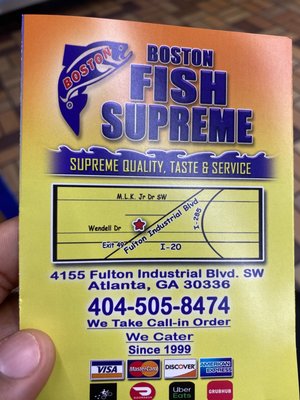 BOSTON
BOSTON
FISH
SUPREME
SUPREME QUALITY, TASTE & SERVICE
M.L.K. Jr Dr SW
Wendell Dr
Fulton Industrial Blvd
I-285
Exit 49
I-20
4155 Fulton Industrial Blvd. SW
Atlanta, GA 30336
404-505-8474
We Take Call-in Order
We Cater
Since 1999
VISA MasterCard DISCOVER AMERICAN EXPRESS
DOORDASH Uber Eats GRUBHUB